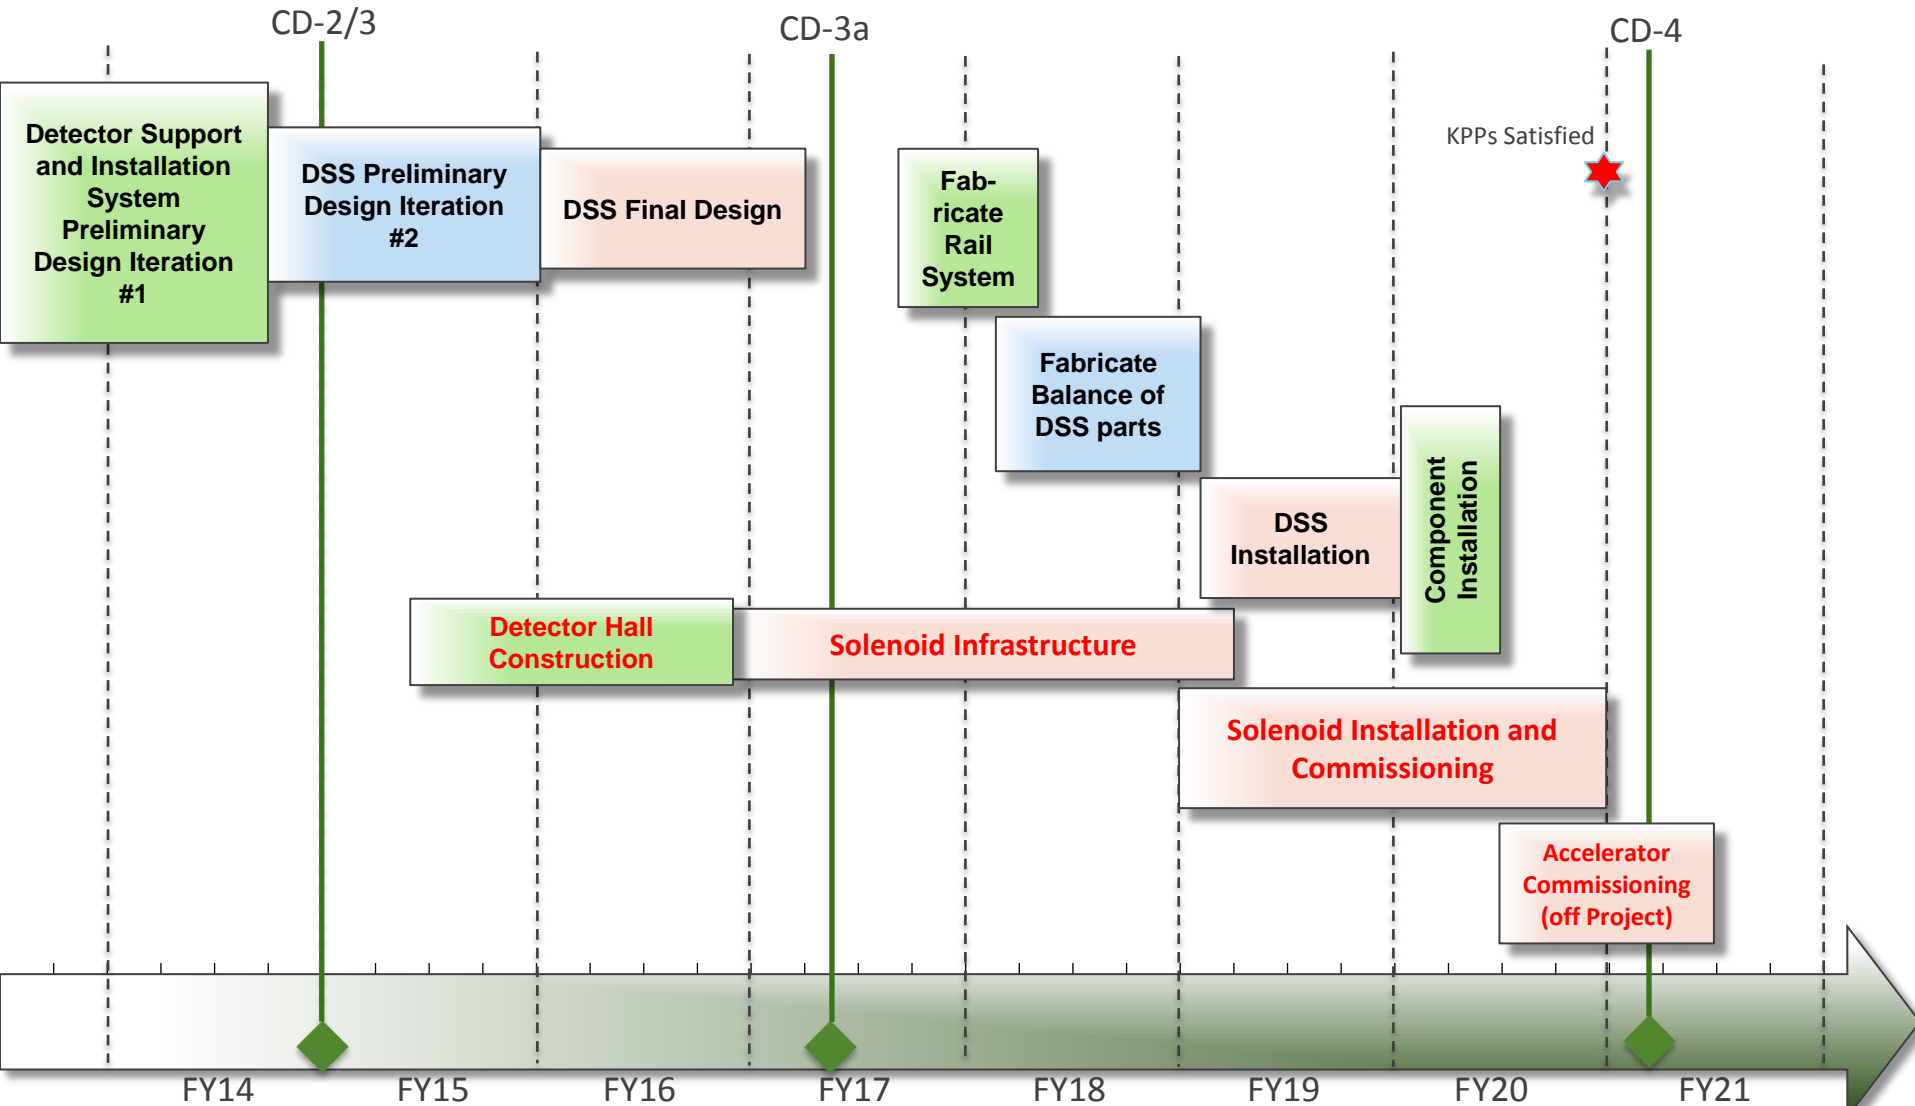 CD-2/3
CD-3a
CD-4
Detector Support
and Installation
System
Preliminary
Design Iteration
#1
DSS Preliminary
Design Iteration
#2
DSS Final Design
Fab-
ricate
Rail
System
KPPs Satisfied
Fabricate
Balance of
DSS parts
DSS
Installation
Component
Installation
Detector Hall
Construction
Solenoid Infrastructure
Solenoid Installation and
Commissioning
Accelerator
Commissioning
(off Project)
FY14
FY15
FY16
FY17
FY18
FY19
FY20
FY21